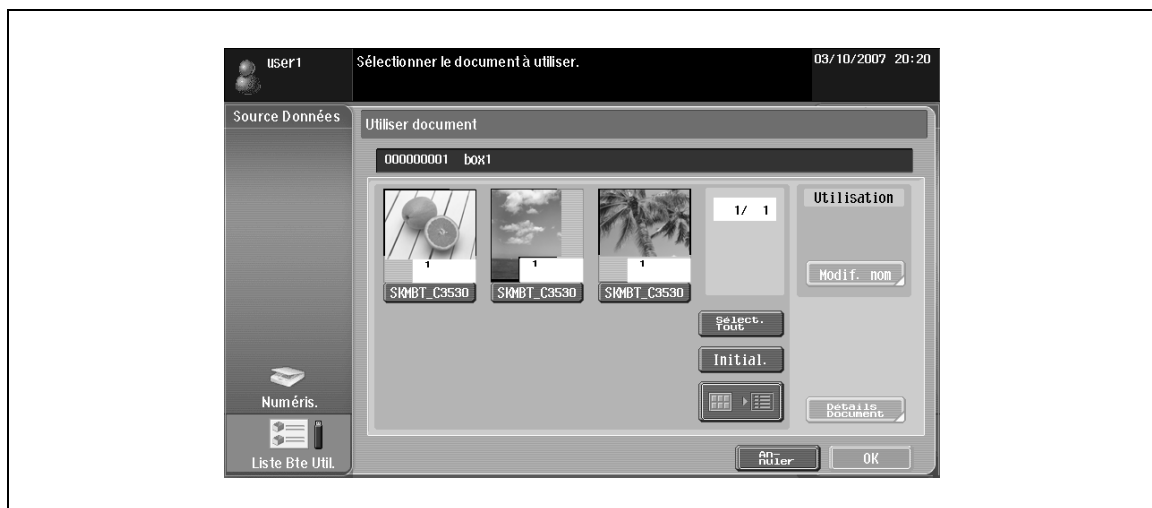 user1
Sélectionner le document à utiliser.
03/10/2007 20:20
Source Données
Utiliser document
000000001 box1
1
1
1
SKMBT_C3530
SKMBT_C3530
SKMBT_C3530
1/ 1
Utilisation
Modif. nom
Sélect.
Tout
Initial.
Détails
Document
Numéris.
Liste Bte Util.
An-
nuler
OK